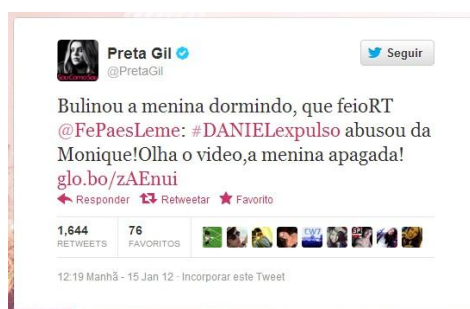 Preta Gil
@PretaGil
Seguir
Bulinou a menina dormindo, que feioRT
@FePaesLeme: #DANIELexpulso abusou da
Monique!Olha o video,a menina apagada!
glo.bo/zAEnui
Responder Retweetar Favorito
1,644 76
RETWEETS FAVORITOS
12:19 Manhã - 15 Jan 12 · Incorporar este Tweet